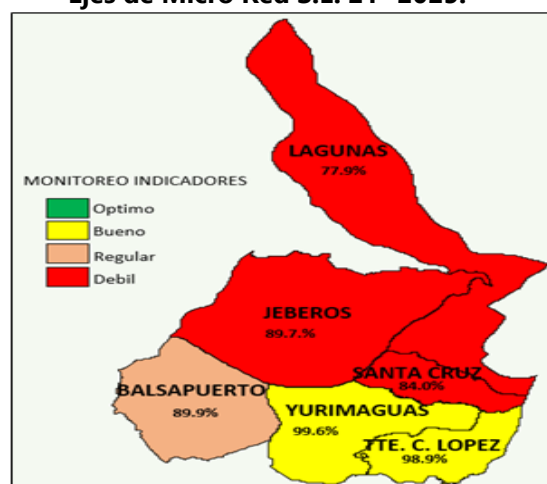 Ejes de Micro Red S.E. 21- 2025.
LAGUNAS
77.9%
MONITOREO INDICADORES
Optimo
Bueno
Regular
Debil
JEBEROS
89.7.%
SANTA CRUZ
84.0%
BALSAPUERTO
89.9%
YURIMAGUAS
99.6%
TTE. C. LOPEZ
98.9%